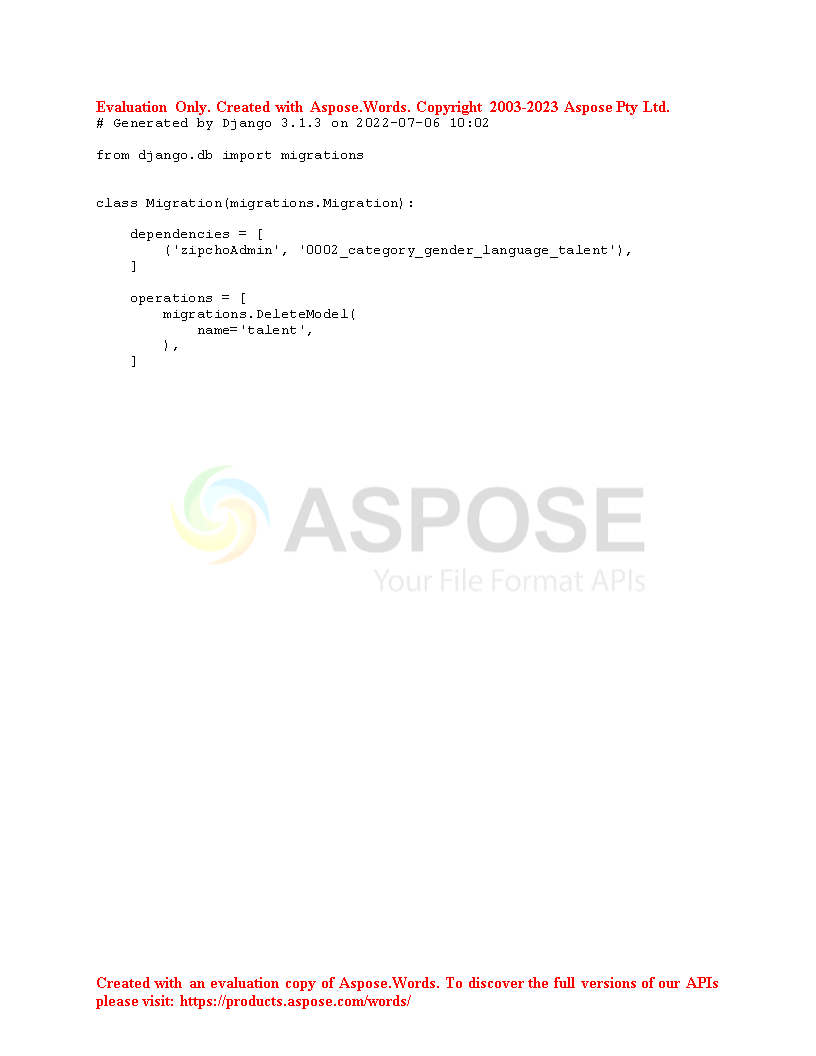 Evaluation Only. Created with Aspose.Words. Copyright 2003-2023 Aspose Pty Ltd.
# Generated by Django 3.1.3 on 2022-07-06 10:02
from django.db import migrations
class Migration(migrations.Migration):
    dependencies = [
        ('zipchoAdmin', '0002_category_gender_language_talent'),
    ]
    operations = [
        migrations.DeleteModel(
            name='talent',
        ),
    ]
ASPOSE
Your File Format APIs
Created with an evaluation copy of Aspose.Words. To discover the full versions of our APIs
please visit: https://products.aspose.com/words/